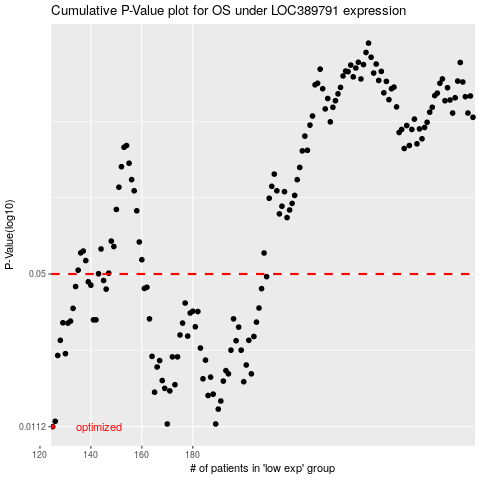 Cumulative P-Value plot for OS under LOC389791 expression
P-Value(log10)
0.05
0.0112
optimized
120 140 160 180
# of patients in 'low exp' group